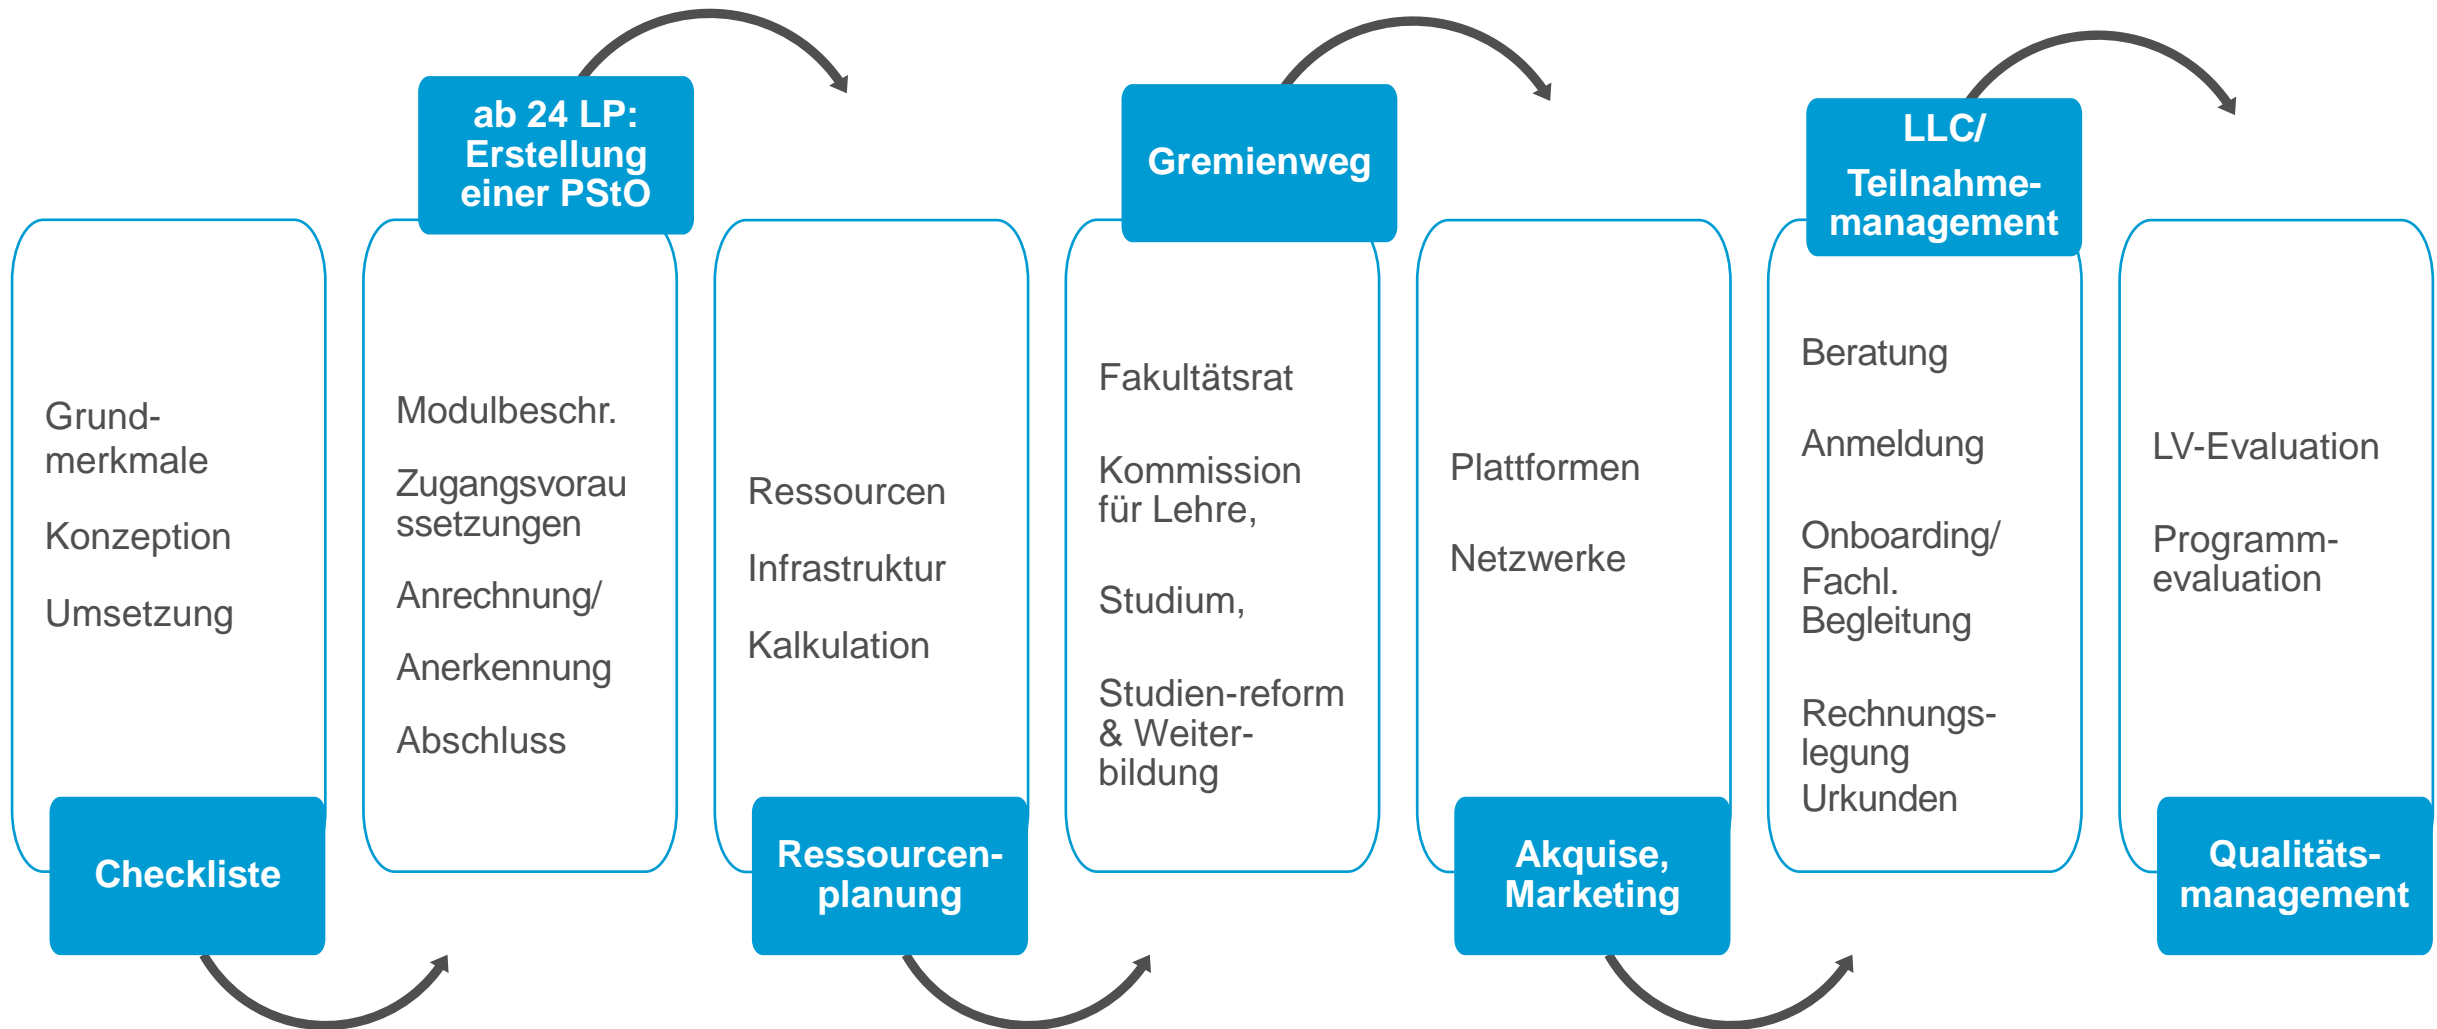 Grund-
merkmale
Konzeption
Umsetzung
Checkliste
ab 24 LP:
Erstellung
einer PStO
Modulbeschr.
Zugangsvorau
ssetzungen
Anrechnung/
Anerkennung
Abschluss
Ressourcen
Infrastruktur
Kalkulation
Ressourcen-
planung
Gremienweg
Fakultätsrat
Kommission
für Lehre,
Studium,
Studien-reform
& Weiter-
bildung
Plattformen
Netzwerke
Akquise,
Marketing
LLC/
Teilnahme-
management
Beratung
Anmeldung
Onboarding/
Fachl.
Begleitung
Rechnungs-
legung
Urkunden
LV-Evaluation
Programm-
evaluation
Qualitäts-
management